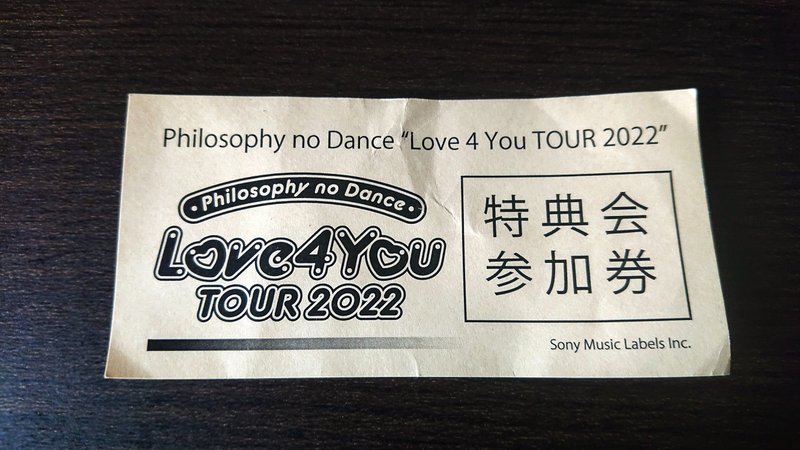 Philosophy no Dance “Love 4 You TOUR 2022”
・Philosophy no Dance・
Love4You
TOUR 2022
特典会
参加券
Sony Music Labels Inc.